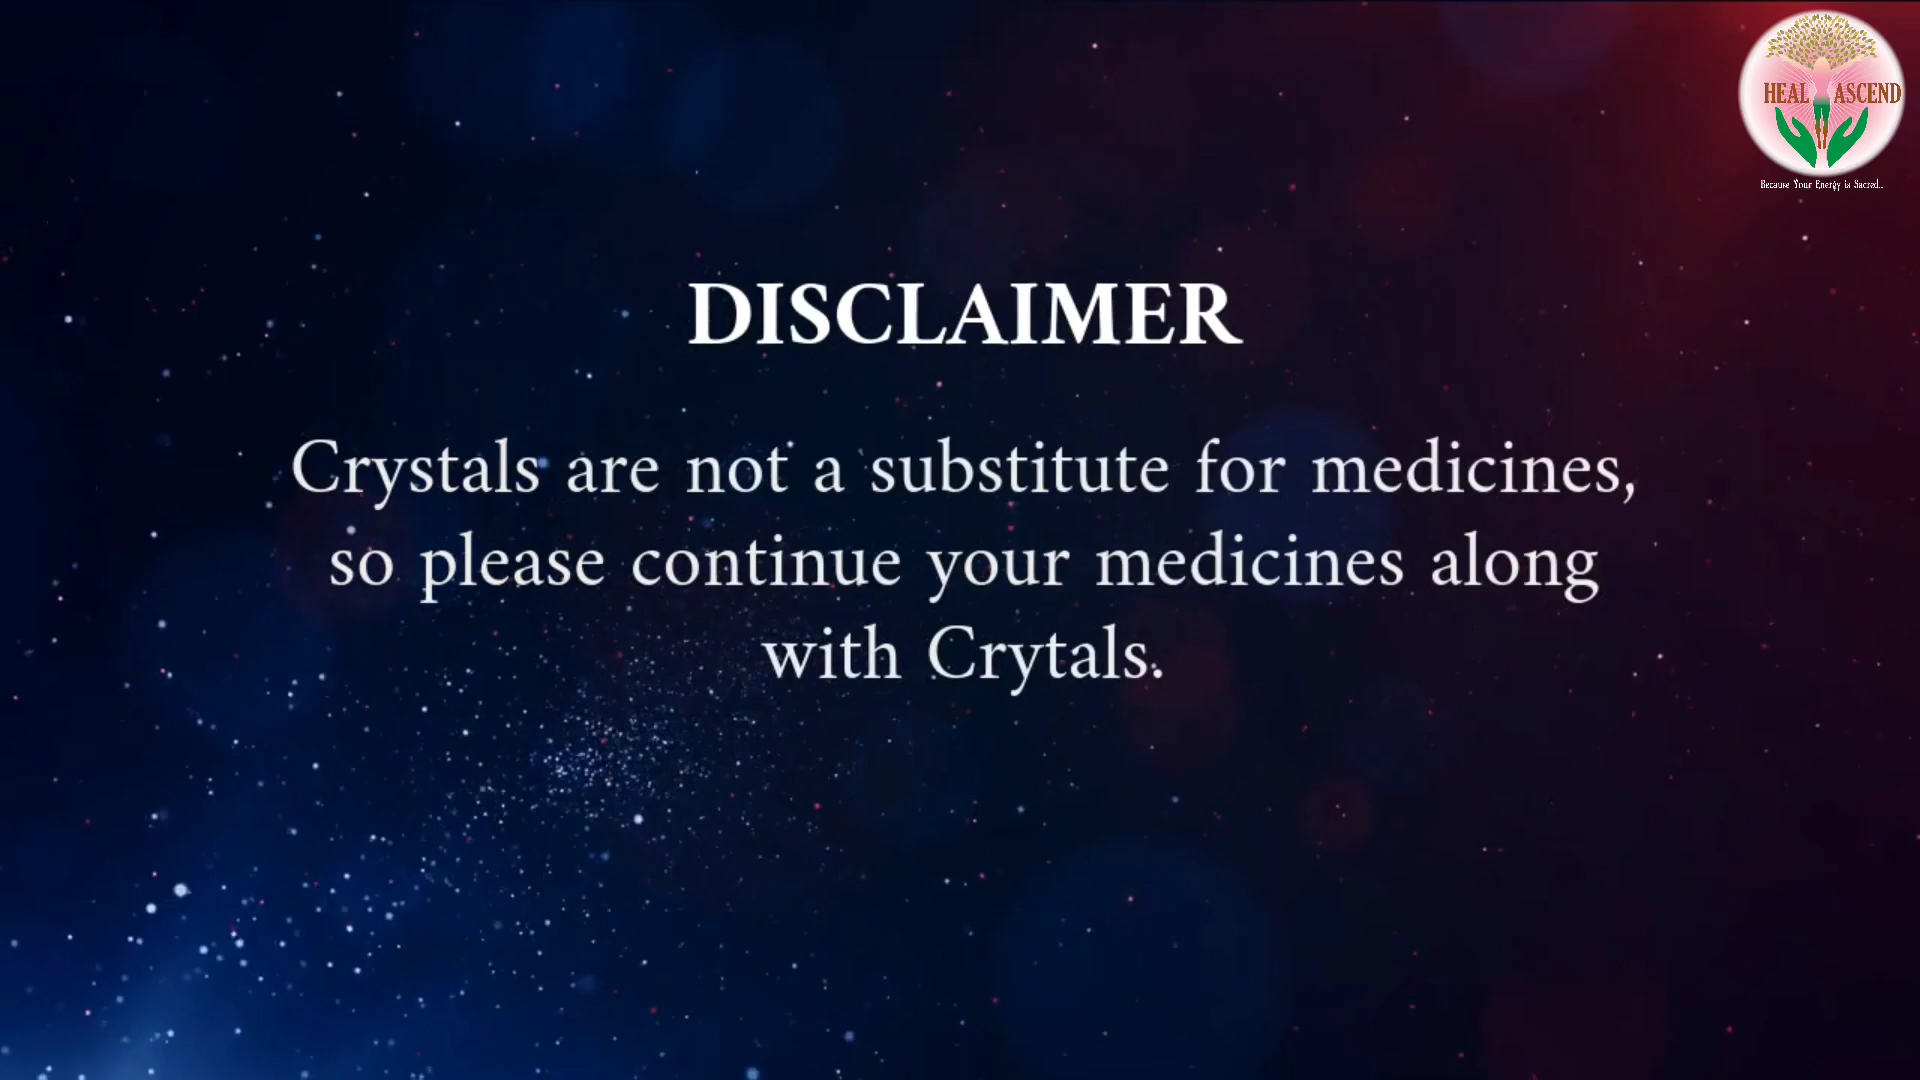 HEAL ASCEND
Because Your Energy is Sacred..
DISCLAIMER
Crystals are not a substitute for medicines,
so please continue your medicines along
with Crytals.